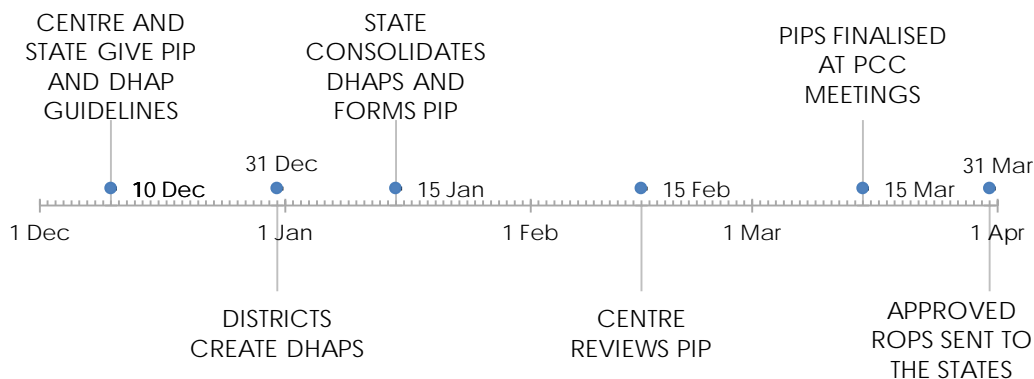 CENTRE AND
STATE GIVE PIP
AND DHAP
GUIDELINES
STATE
CONSOLIDATES
DHAPS AND
FORMS PIP
PIPS FINALISED
AT PCC
MEETINGS
10 Dec
31 Dec
15 Jan
15 Feb
15 Mar
31 Mar
1 Dec
1 Jan
1 Feb
1 Mar
1 Apr
DISTRICTS
CREATE DHAPS
CENTRE
REVIEWS PIP
APPROVED
ROPS SENT TO
THE STATES